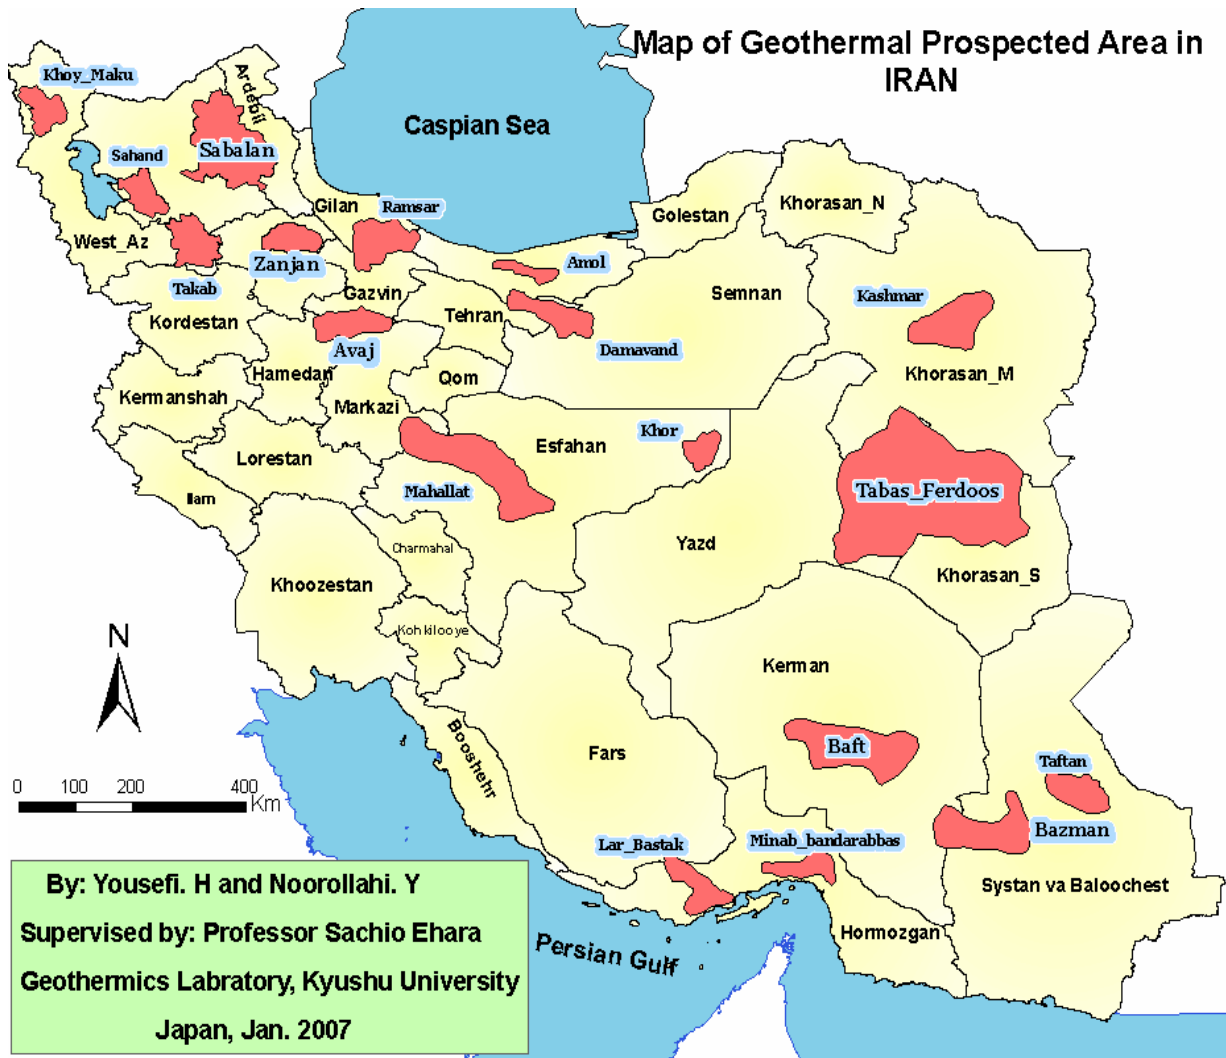 Map of Geothermal Prospected Area in
IRAN
Khoy_Maku
Ardebil
Caspian Sea
Sabalan
Sahand
Gilan
Ramsar
Golestan
Khorasan_N
West_Az
Zanjan
Amol
Takab
Gazvin
Semnan
Kashmar
Kordestan
Tehran
Avaj
Damavand
Hamedan
Qom
Khorasan_M
Kermanshah
Markazi
Khor
Esfahan
Lorestan
Mahallat
Tabas_Ferdoos
Ilam
Charmahal
Yazd
Khoozestan
Khorasan_S
Kohkilooye
N
Kerman
Booshehr
Fars
Baft
Taftan
0 100 200 400
Km
Bazman
Lar_Bastak
Minab_bandarabbas
Systan va Baloochest
Hormozgan
Persian Gulf
By: Yousefi. H and Noorollahi. Y
Supervised by: Professor Sachio Ehara
Geothermics Labratory, Kyushu University
Japan, Jan. 2007